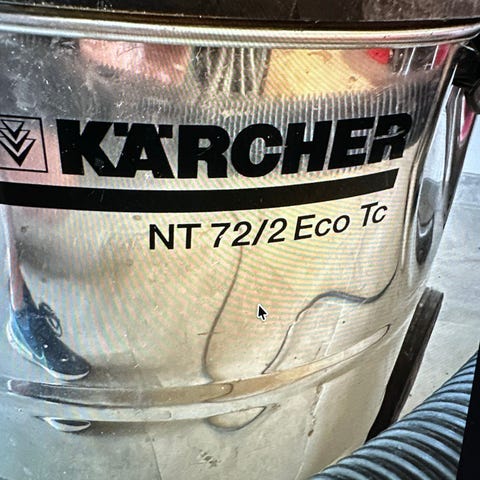 KÄRCHER
NT 72/2 Eco Tc